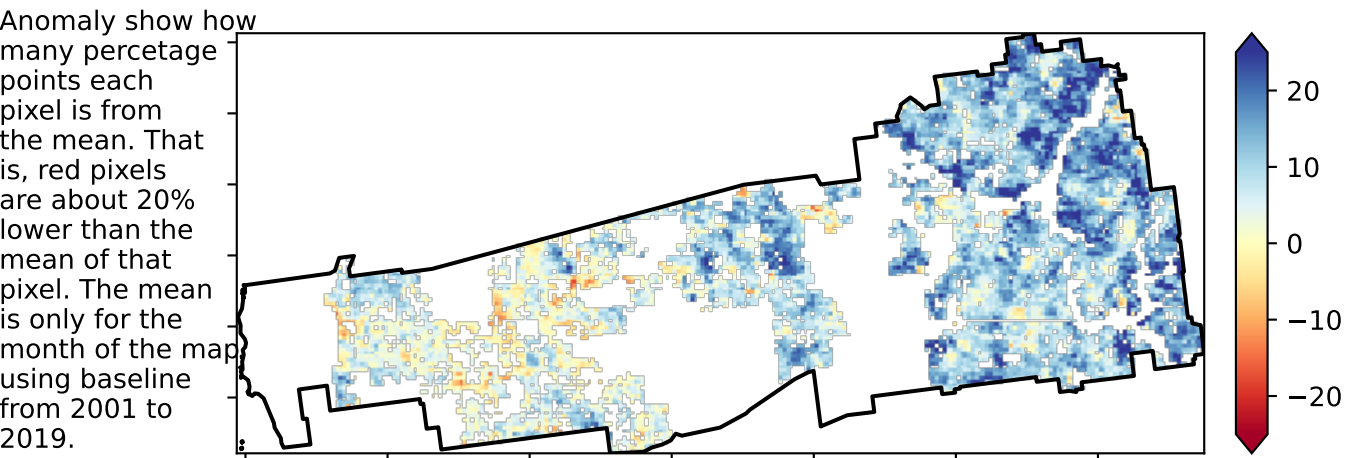 Anomaly show how
many percetage
points each
pixel is from
the mean. That
is, red pixels
are about 20%
lower than the
mean of that
pixel. The mean
is only for the
month of the map
using baseline
from 2001 to
2019.
20
10
0
−10
−20